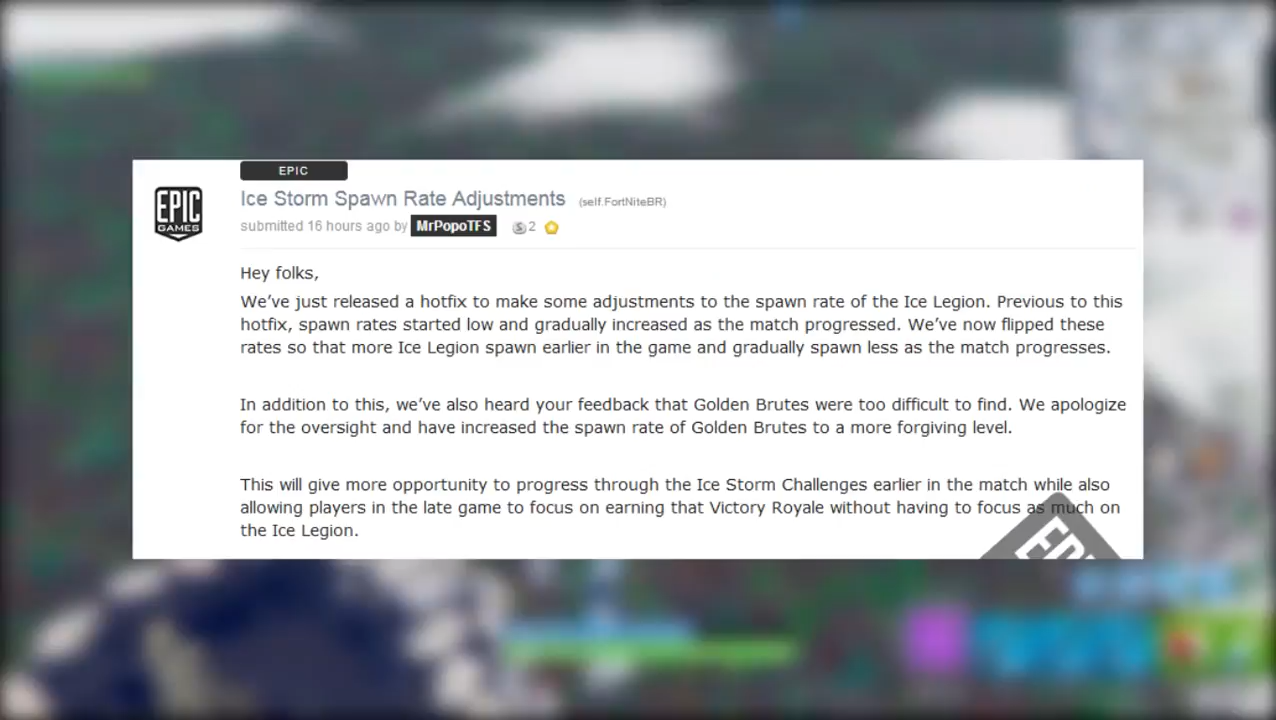 EPIC
EPIC
GAMES
Ice Storm Spawn Rate Adjustments (self.FortNiteBR)
submitted 16 hours ago by MrPopoTFS S 2
Hey folks,
We've just released a hotfix to make some adjustments to the spawn rate of the Ice Legion. Previous to this
hotfix, spawn rates started low and gradually increased as the match progressed. We've now flipped these
rates so that more Ice Legion spawn earlier in the game and gradually spawn less as the match progresses.
In addition to this, we've also heard your feedback that Golden Brutes were too difficult to find. We apologize
for the oversight and have increased the spawn rate of Golden Brutes to a more forgiving level.
This will give more opportunity to progress through the Ice Storm Challenges earlier in the match while also
allowing players in the late game to focus on earning that Victory Royale without having to focus as much on
the Ice Legion.